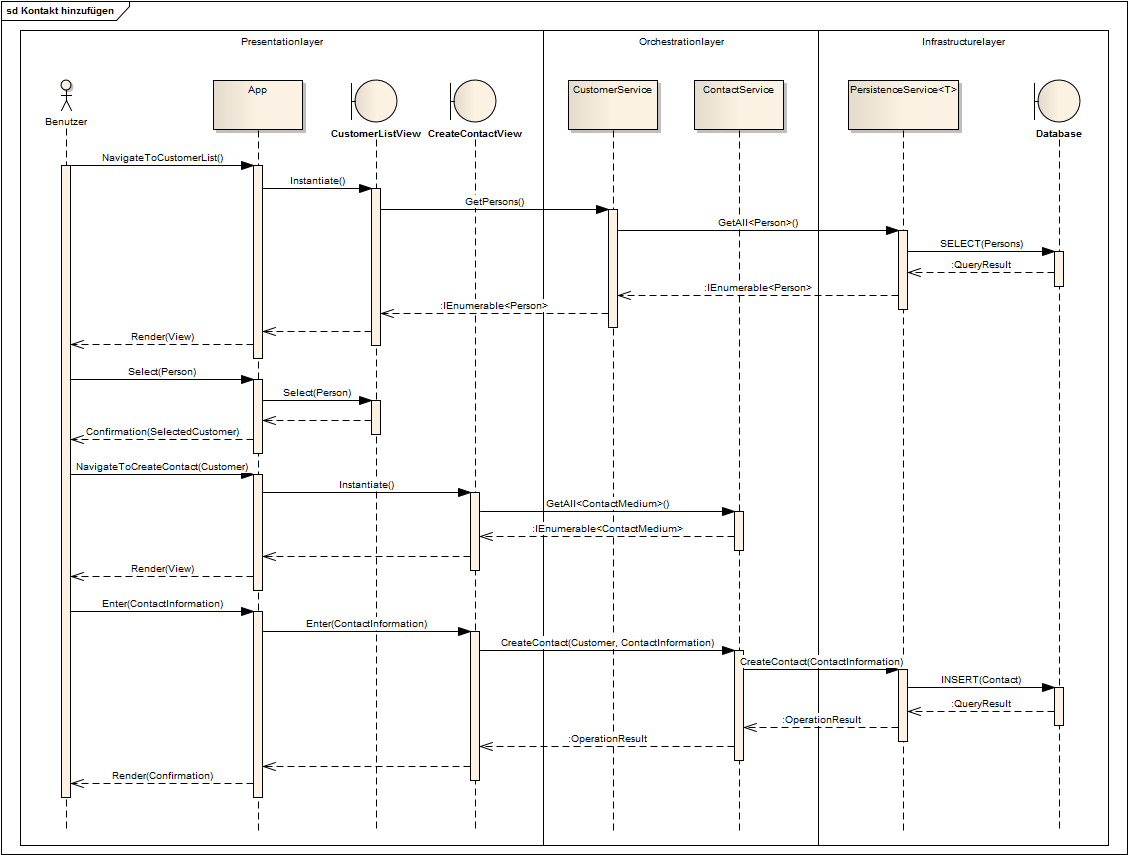 sd Kontakt hinzufügen
Presentationlayer
Orchestrationlayer
Infrastructurelayer
Benutzer
App
CustomerListView
CreateContactView
CustomerService
ContactService
PersistenceService<T>
Database
NavigateToCustomerList()
Instantiate()
GetPersons()
GetAll<Person>()
SELECT(Persons)
:QueryResult
:IEnumerable<Person>
:IEnumerable<Person>
Render(View)
Select(Person)
Select(Person)
Confirmation(SelectedCustomer)
NavigateToCreateContact(Customer)
Instantiate()
GetAll<ContactMedium>()
:IEnumerable<ContactMedium>
Render(View)
Enter(ContactInformation)
Enter(ContactInformation)
CreateContact(Customer, ContactInformation)
CreateContact(ContactInformation)
INSERT(Contact)
:QueryResult
:OperationResult
:OperationResult
Render(Confirmation)